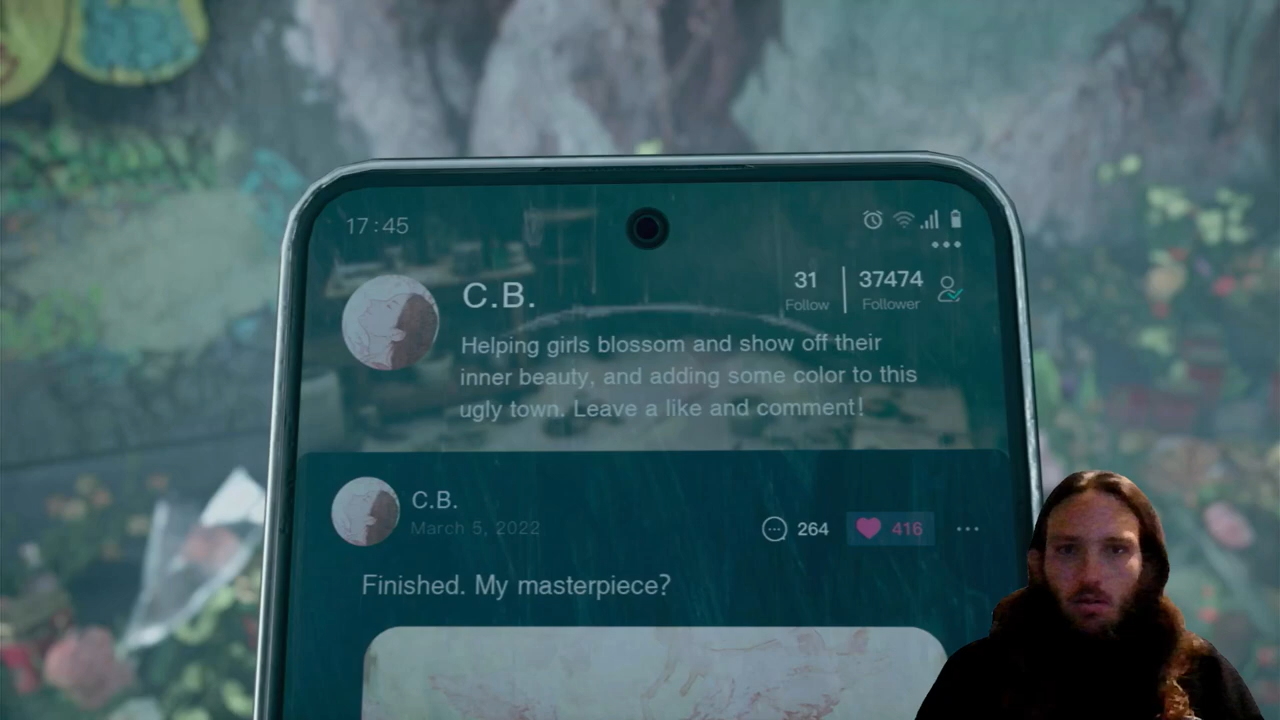 17:45
C.B.
31
37474
Follow
Follower
Helping girls blossom and show off their
inner beauty, and adding some color to this
ugly town. Leave a like and comment!
C.B.
March 5, 2022
264
416
Finished. My masterpiece?